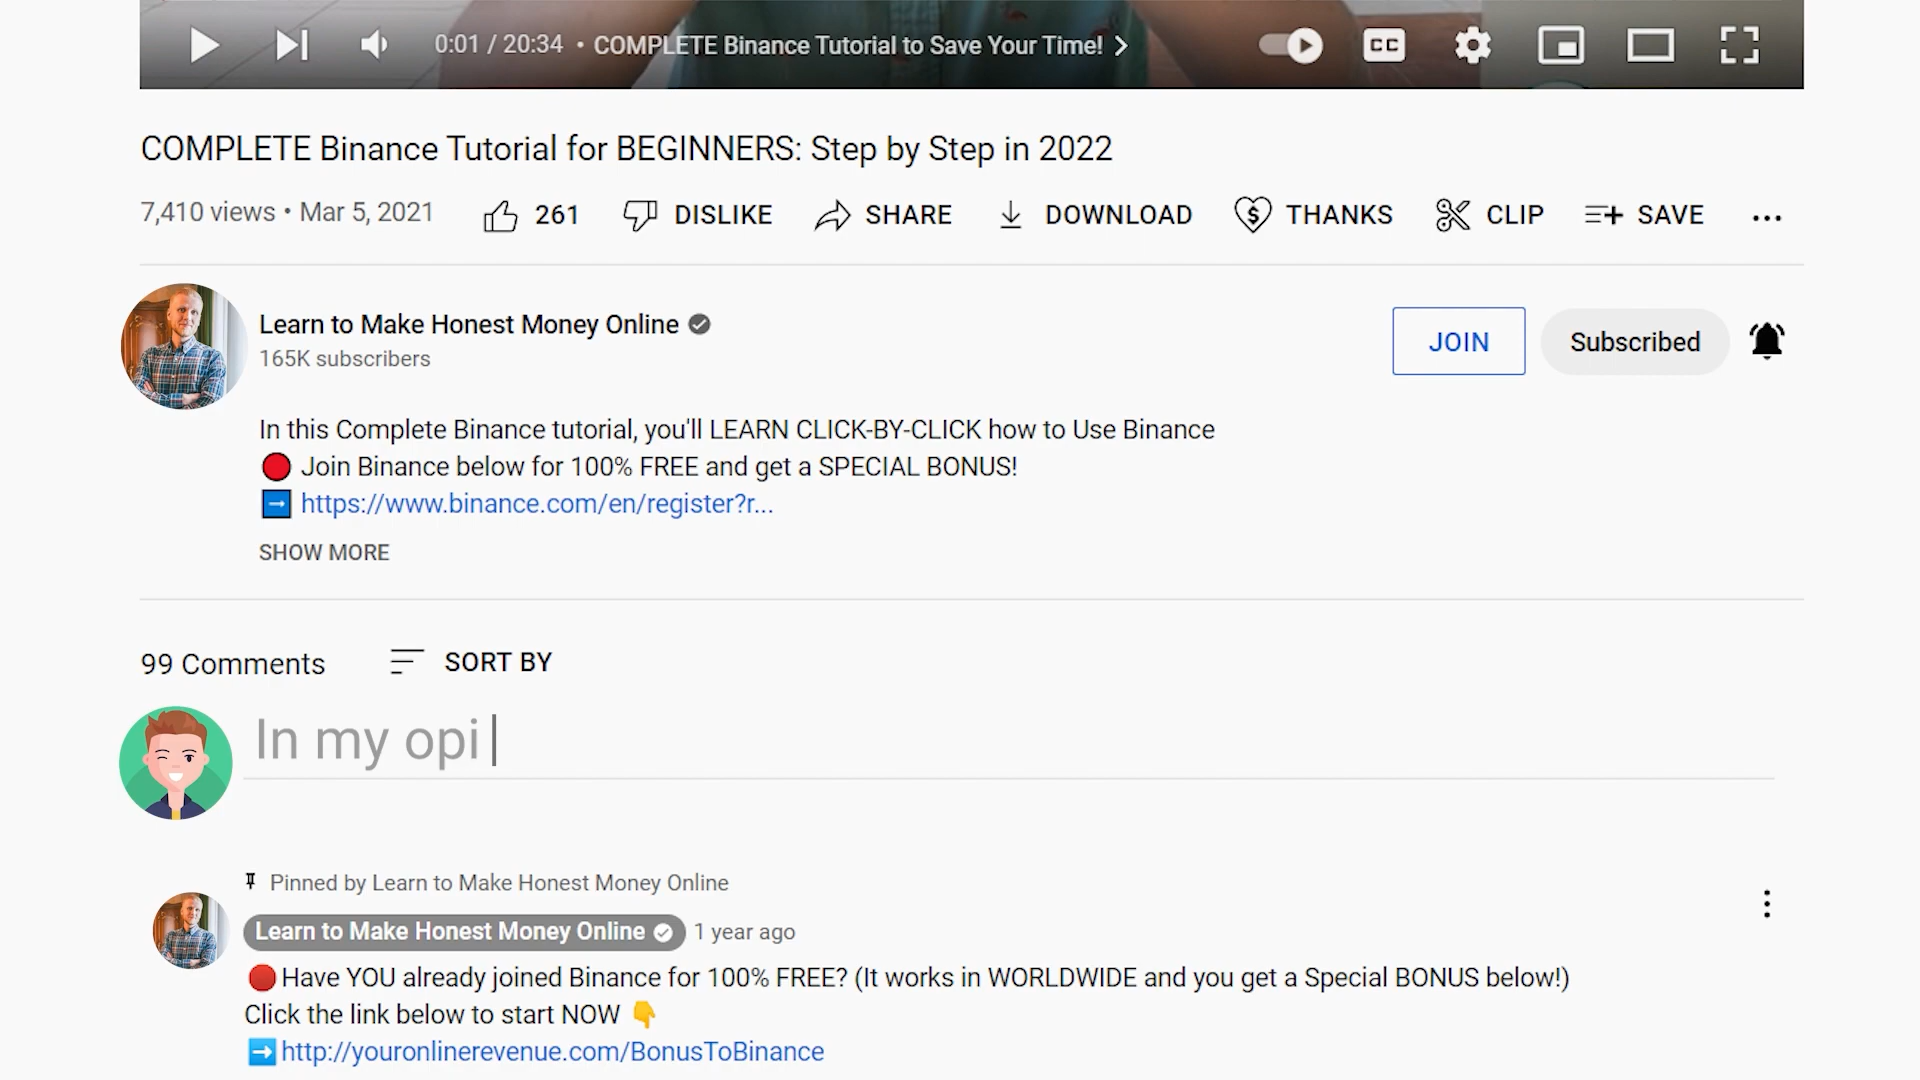 0:01 / 20:34 • COMPLETE Binance Tutorial to Save Your Time!
CC
COMPLETE Binance Tutorial for BEGINNERS: Step by Step in 2022
7,410 views • Mar 5, 2021 261 DISLIKE SHARE DOWNLOAD THANKS CLIP SAVE ...
Learn to Make Honest Money Online
165K subscribers
JOIN Subscribed
In this Complete Binance tutorial, you'll LEARN CLICK-BY-CLICK how to Use Binance
🔴 Join Binance below for 100% FREE and get a SPECIAL BONUS!
➡️ https://www.binance.com/en/register?r...
SHOW MORE
99 Comments SORT BY
In my opi
Pinned by Learn to Make Honest Money Online
Learn to Make Honest Money Online 1 year ago
🔴Have YOU already joined Binance for 100% FREE? (It works in WORLDWIDE and you get a Special BONUS below!)
Click the link below to start NOW 👇
➡️http://youronlinerevenue.com/BonusToBinance